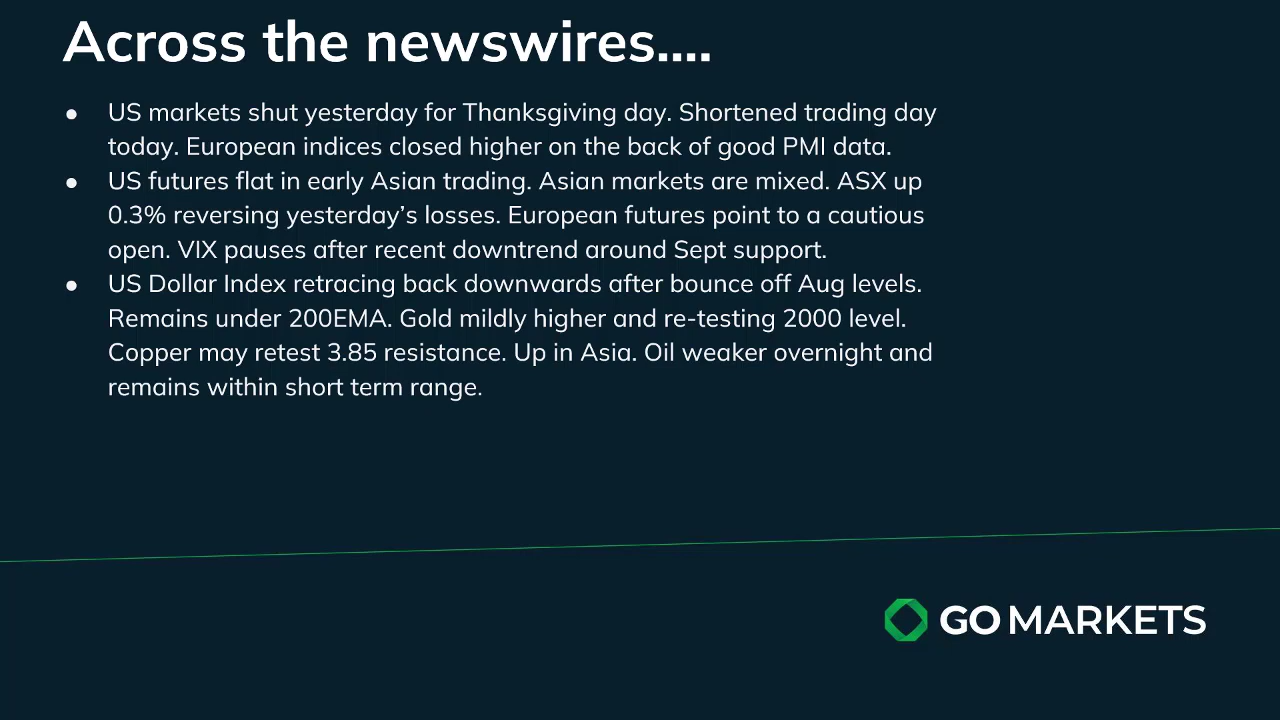 Across the newswires....
● US markets shut yesterday for Thanksgiving day. Shortened trading day
today. European indices closed higher on the back of good PMI data.
● US futures flat in early Asian trading. Asian markets are mixed. ASX up
0.3% reversing yesterday’s losses. European futures point to a cautious
open. VIX pauses after recent downtrend around Sept support.
● US Dollar Index retracing back downwards after bounce off Aug levels.
Remains under 200EMA. Gold mildly higher and re-testing 2000 level.
Copper may retest 3.85 resistance. Up in Asia. Oil weaker overnight and
remains within short term range.
GO MARKETS